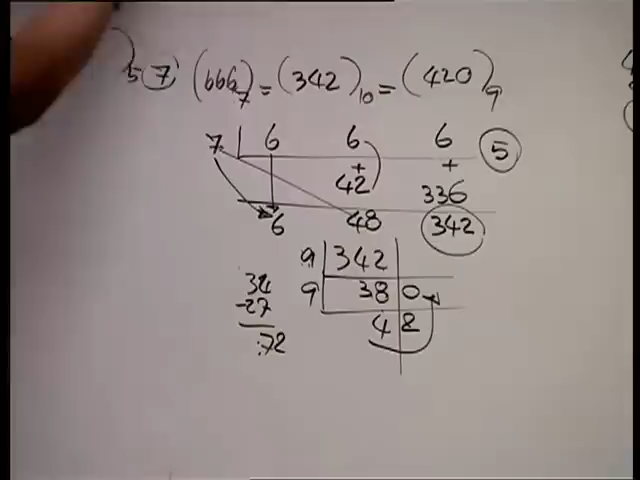 5 7 (666)7 = (342)10 = (420)9
7 6 6 6 5
+ +
42 336
6 48 342
9 342
34 9 38 0
-27 4 2
72